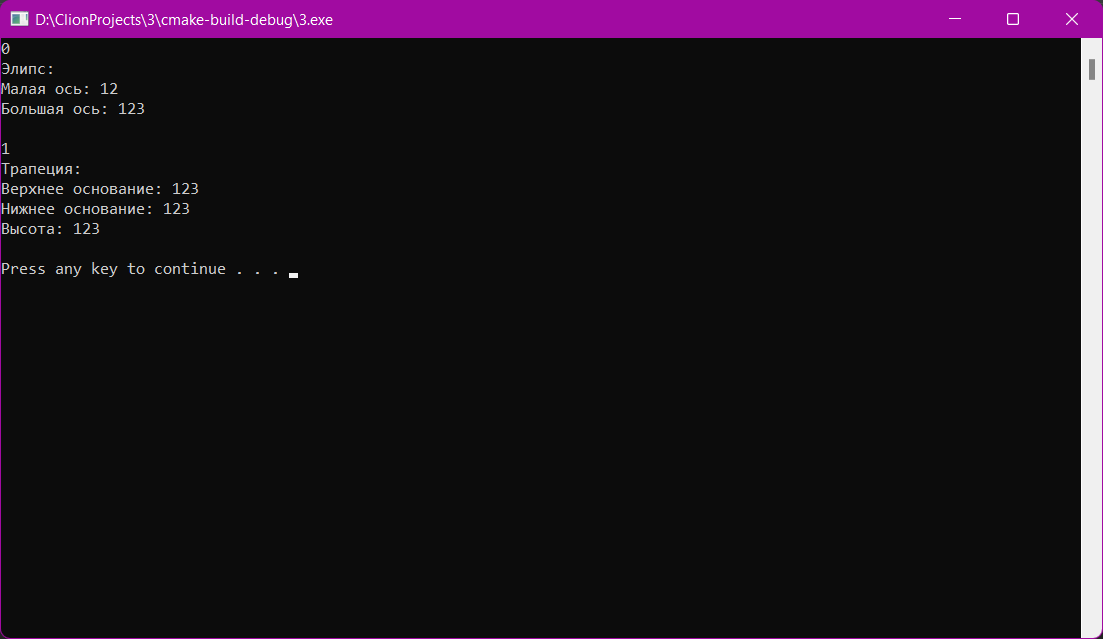 D:\ClionProjects\3\cmake-build-debug\3.exe
0
Элипс:
Малая ось: 12
Большая ось: 123
1
Трапеция:
Верхнее основание: 123
Нижнее основание: 123
Высота: 123
Press any key to continue . . .